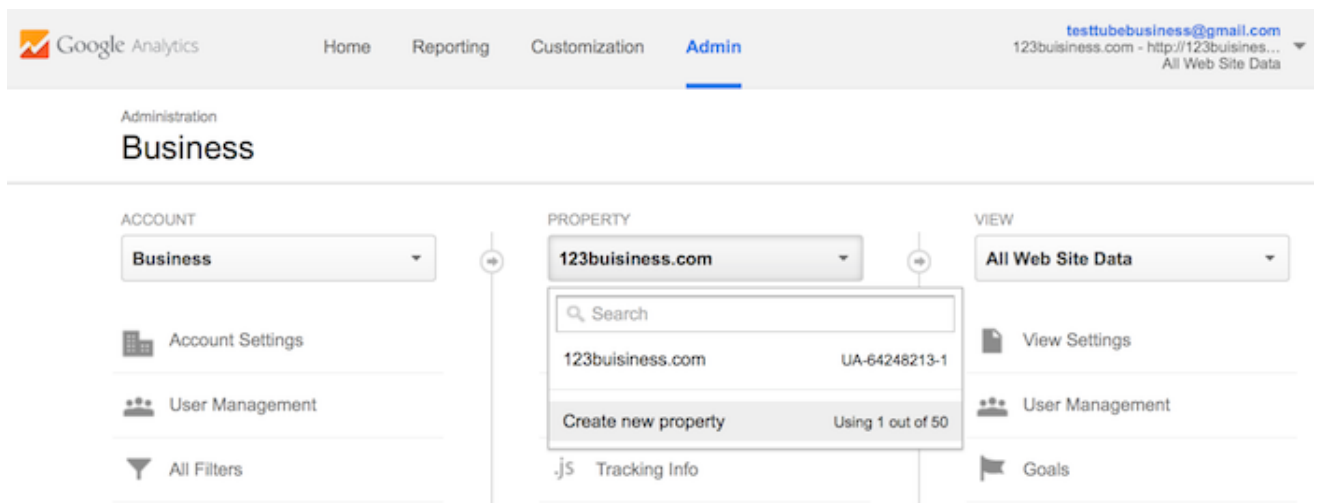 Google Analytics Home Reporting Customization Admin testtubebusiness@gmail.com
123buisiness.com - http://123buisines...
All Web Site Data
Administration
Business
ACCOUNT PROPERTY VIEW
Business 123buisiness.com All Web Site Data
Search
Account Settings View Settings
123buisiness.com UA-64248213-1
User Management User Management
Create new property Using 1 out of 50
All Filters .js Tracking Info Goals